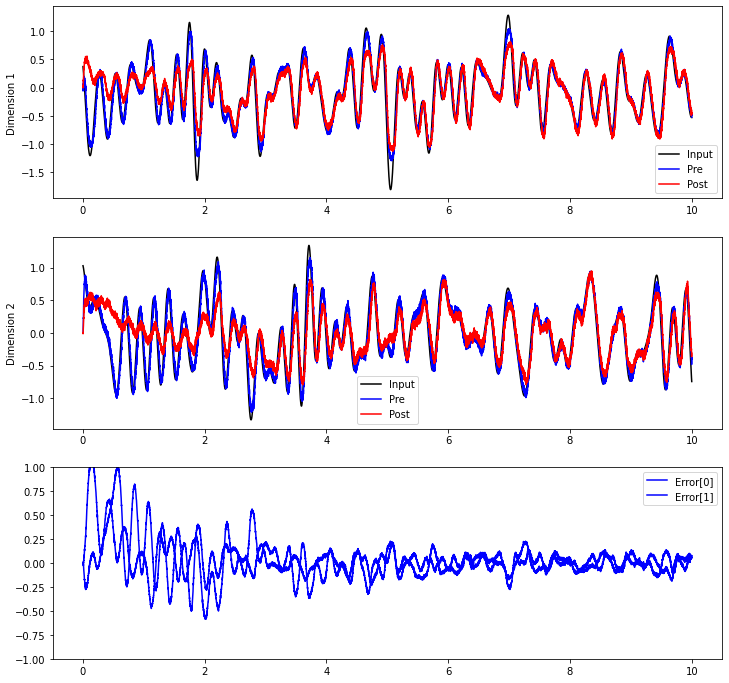 1.0
0.5
0.0
−0.5
−1.0
−1.5
Dimension 1
Input
Pre
Post
0 2 4 6 8 10
1.0
0.5
0.0
−0.5
−1.0
Dimension 2
Input
Pre
Post
0 2 4 6 8 10
1.00
0.75
0.50
0.25
0.00
−0.25
−0.50
−0.75
−1.00
Error[0]
Error[1]
0 2 4 6 8 10